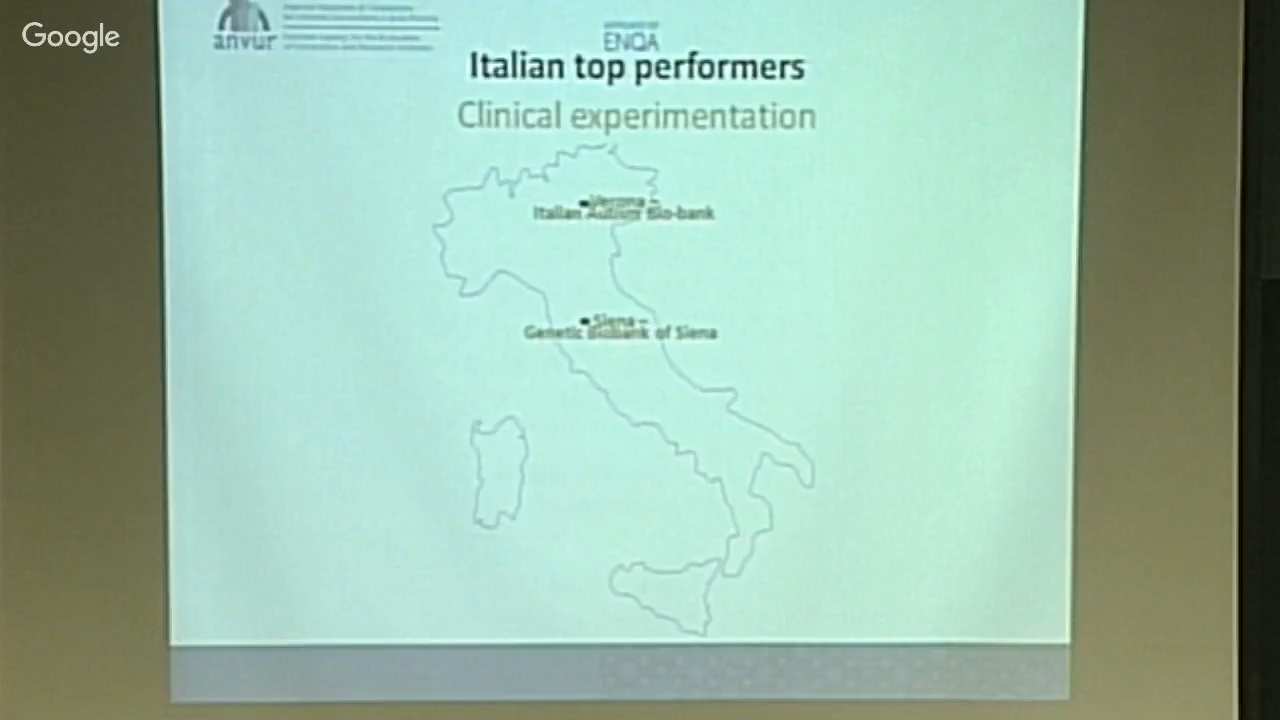 Google
anvur
ENQA
Italian top performers
Clinical experimentation
Verona –
Italian Autism Bio-bank
Siena –
Genetic BioBank of Siena